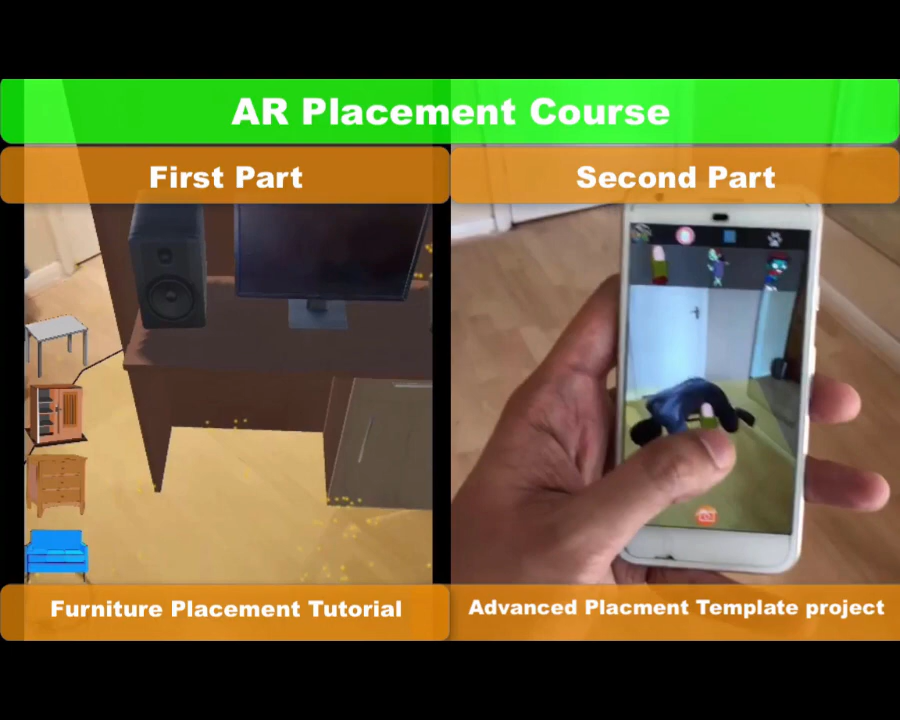 AR Placement Course
First Part
Second Part
Furniture Placement Tutorial
Advanced Placment Template project